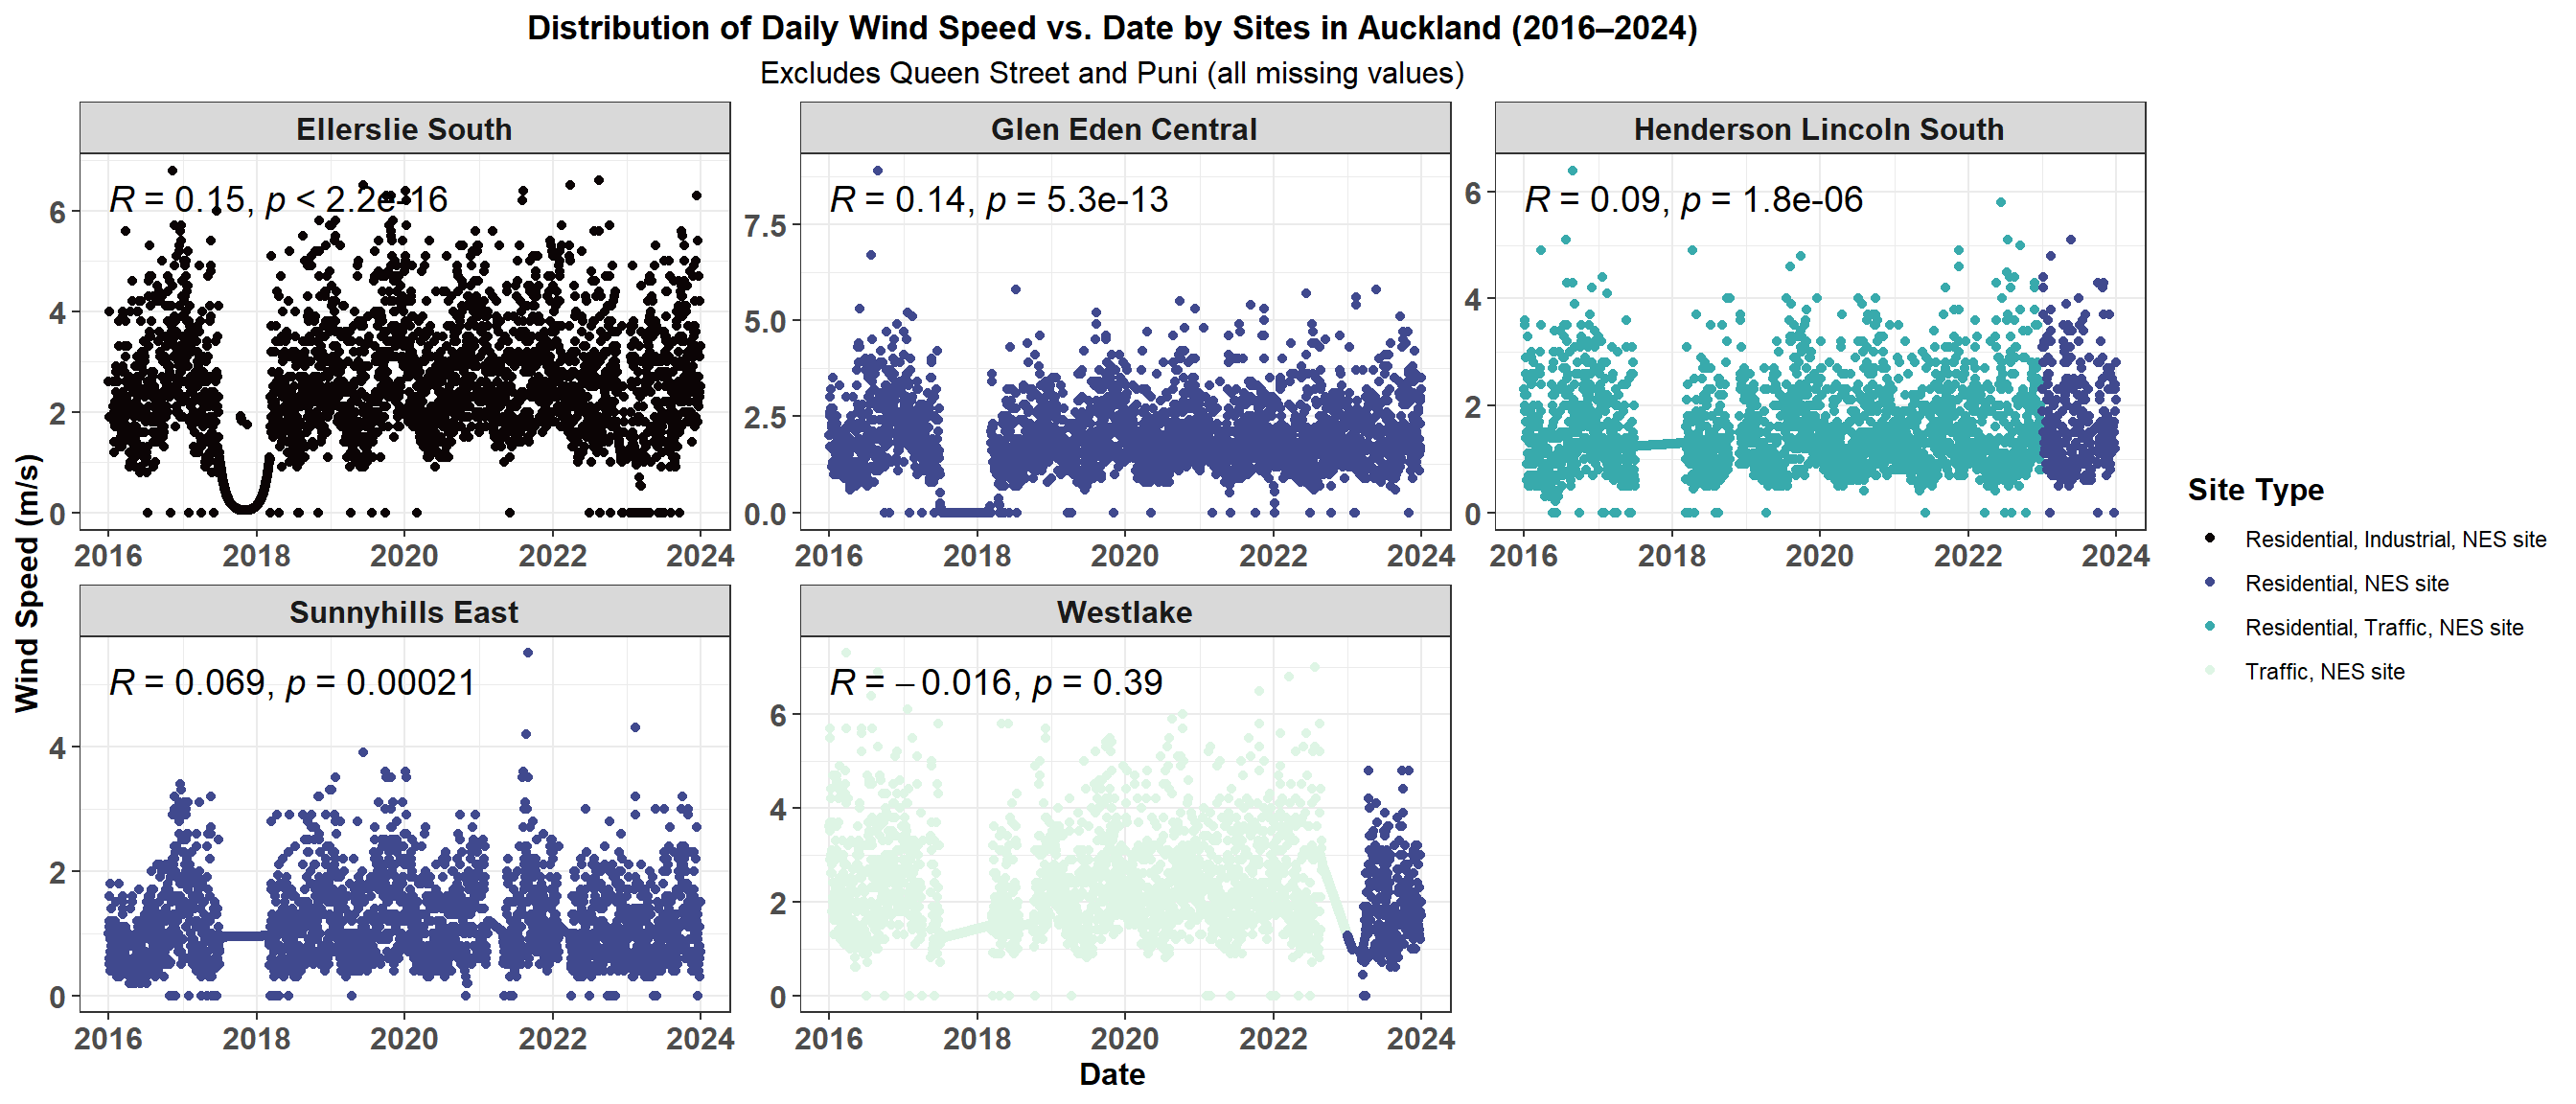 Distribution of Daily Wind Speed vs. Date by Sites in Auckland (2016–2024)
Excludes Queen Street and Puni (all missing values)
Wind Speed (m/s)
Ellerslie South
R = 0.15, p < 2.2e-16
6
4
2
0
2016 2018 2020 2022 2024
Glen Eden Central
R = 0.14, p = 5.3e-13
7.5
5.0
2.5
0.0
2016 2018 2020 2022 2024
Henderson Lincoln South
R = 0.09, p = 1.8e-06
6
4
2
0
2016 2018 2020 2022 2024
Sunnyhills East
R = 0.069, p = 0.00021
4
2
0
2016 2018 2020 2022 2024
Westlake
R = −0.016, p = 0.39
6
4
2
0
2016 2018 2020 2022 2024
Date
Site Type
Residential, Industrial, NES site
Residential, NES site
Residential, Traffic, NES site
Traffic, NES site